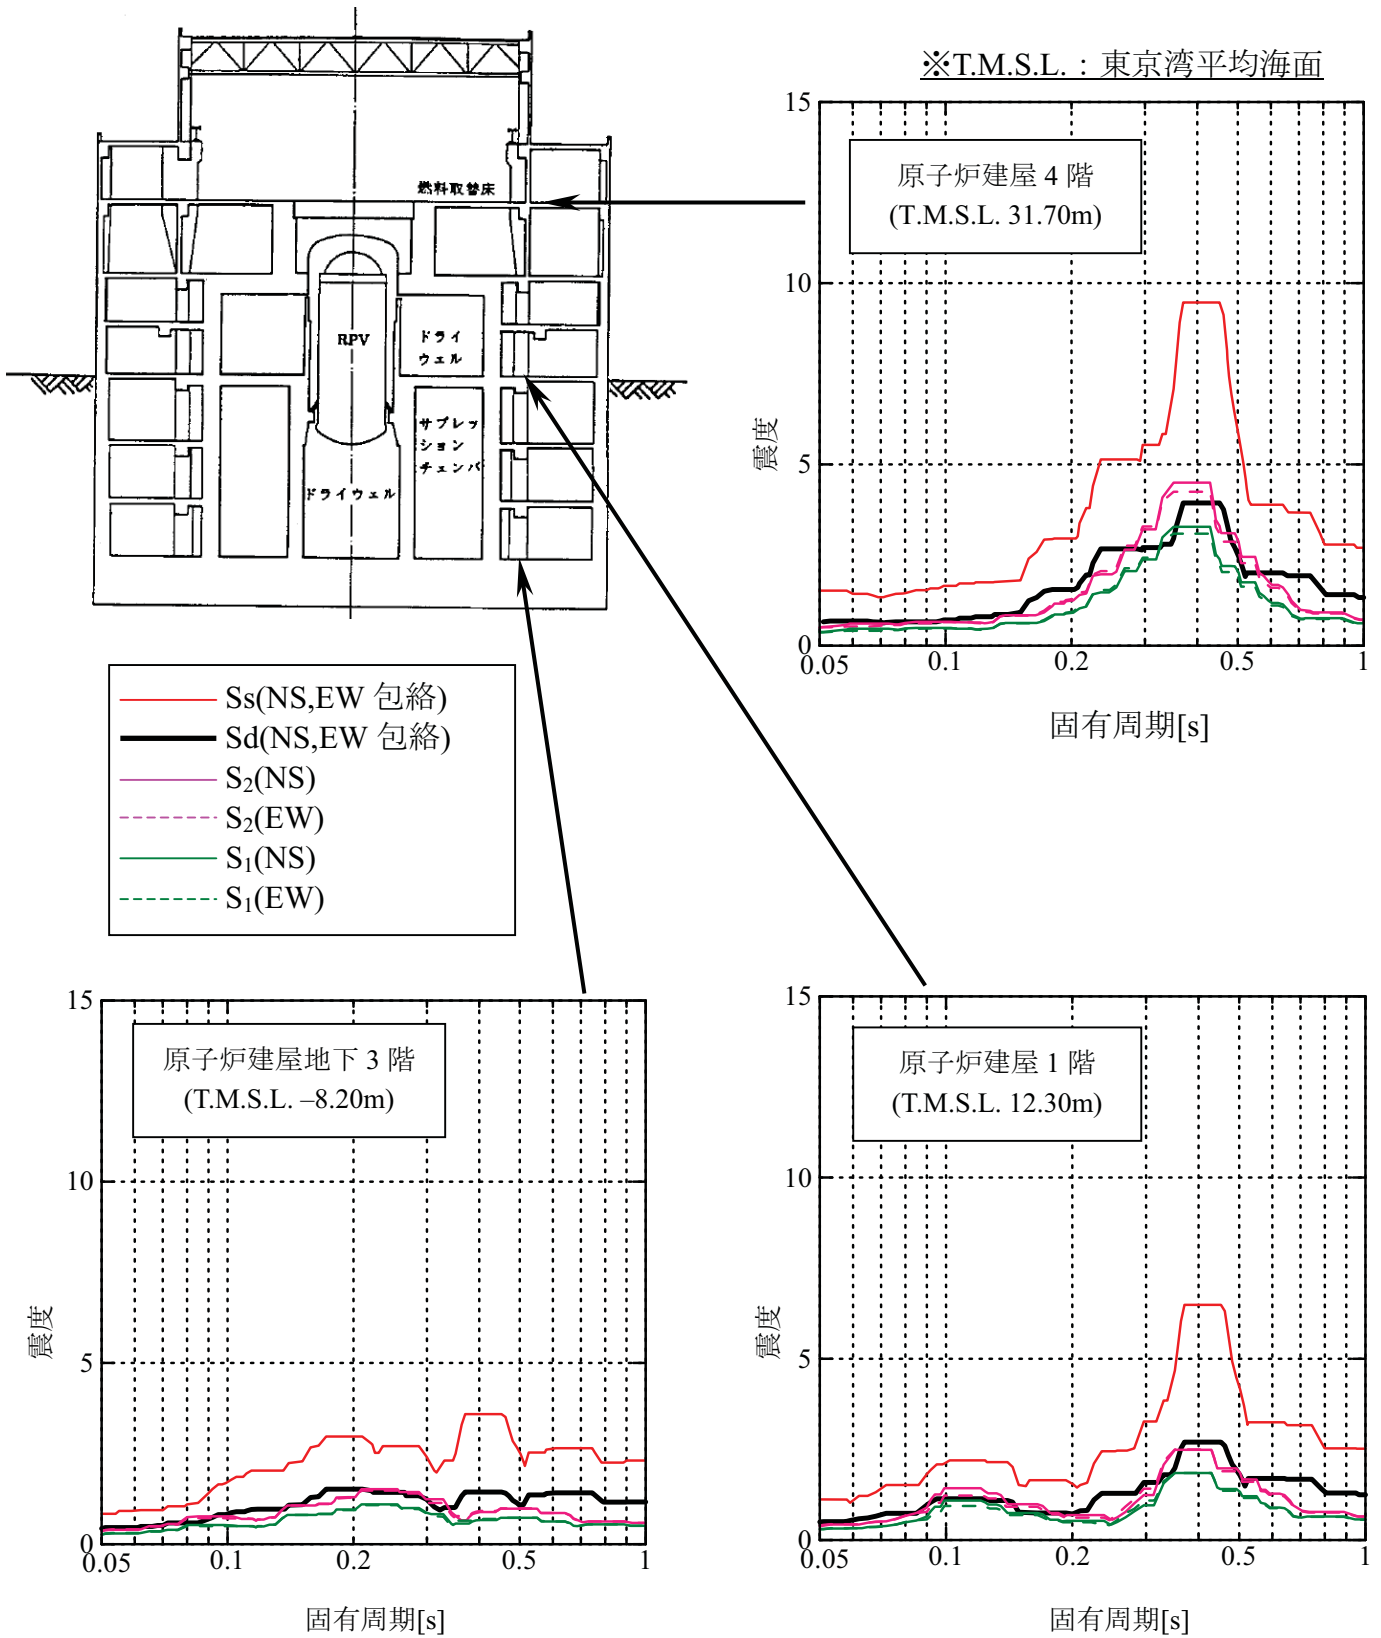 ※T.M.S.L.：東京湾平均海面
燃料取替床
RPV
ドライ
ウェル
サプレッ
ション
チェンバ
ドライウェル
15
10
5
0
震度
原子炉建屋 4 階
(T.M.S.L. 31.70m)
0.05
0.1
0.2
0.5
1
固有周期[s]
Ss(NS,EW 包絡)
Sd(NS,EW 包絡)
S₂(NS)
S₂(EW)
S₁(NS)
S₁(EW)
15
10
5
0
震度
原子炉建屋地下 3 階
(T.M.S.L. –8.20m)
0.05
0.1
0.2
0.5
1
固有周期[s]
15
10
5
0
震度
原子炉建屋 1 階
(T.M.S.L. 12.30m)
0.05
0.1
0.2
0.5
1
固有周期[s]